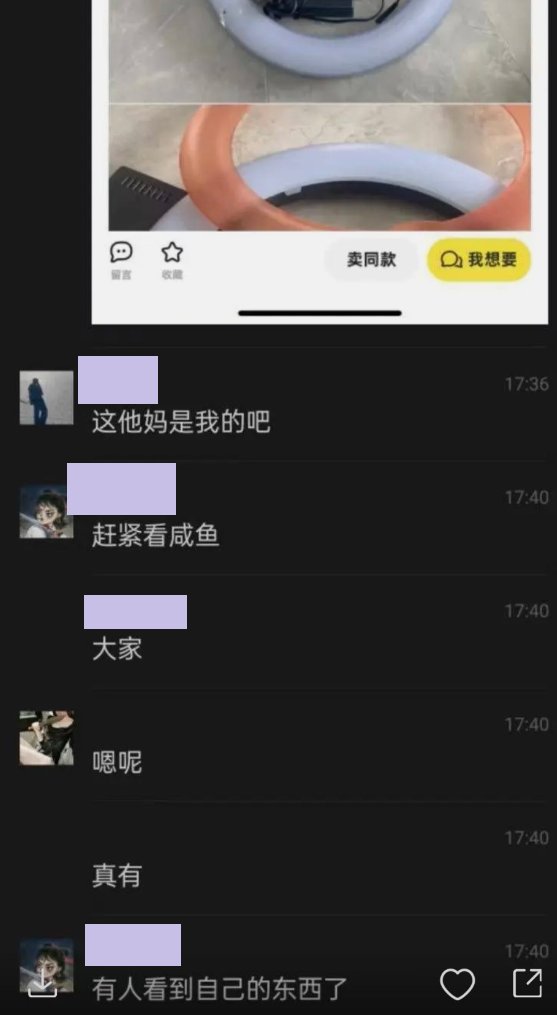 留言
收藏
卖同款
我想要
17:36
这他妈是我的吧
17:40
赶紧看咸鱼
17:40
大家
17:40
嗯呢
17:40
真有
17:40
有人看到自己的东西了